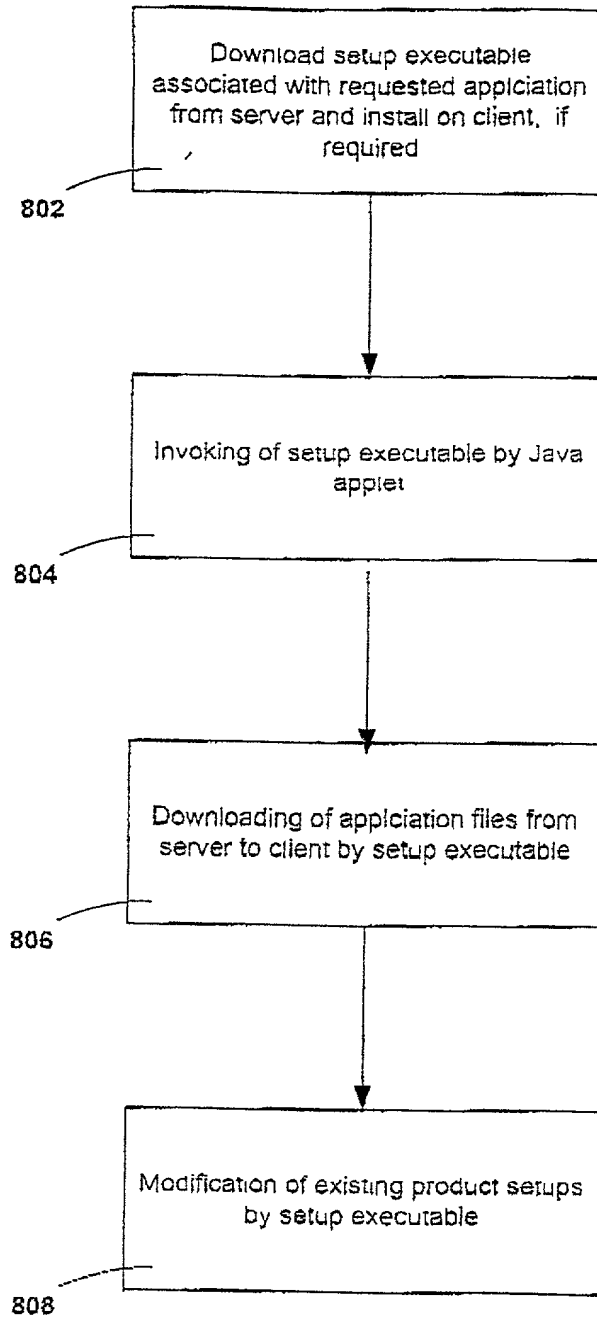 Download setup executable
associated with requested applciation
from server and install on client, if
required
802
Invoking of setup executable by Java
applet
804
Downloading of applciation files from
server to client by setup executable
806
Modification of existing product setups
by setup executable
808